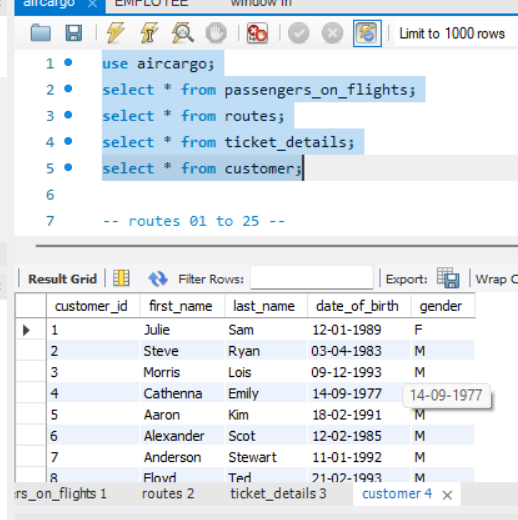 aircargo × EMPLOYEE window in
Limit to 1000 rows
1 use aircargo;
2 select * from passengers_on_flights;
3 select * from routes;
4 select * from ticket_details;
5 select * from customer;
6
7 -- routes 01 to 25 --
Result Grid Filter Rows: Export: Wrap C
customer_id first_name last_name date_of_birth gender
1 Julie Sam 12-01-1989 F
2 Steve Ryan 03-04-1983 M
3 Morris Lois 09-12-1993 M
4 Cathenna Emily 14-09-1977
14-09-1977
5 Aaron Kim 18-02-1991 M
6 Alexander Scot 12-02-1985 M
7 Anderson Stewart 11-01-1992 M
8 Floyd Ted 21-02-1993 M
rs_on_flights 1 routes 2 ticket_details 3 customer 4 ×